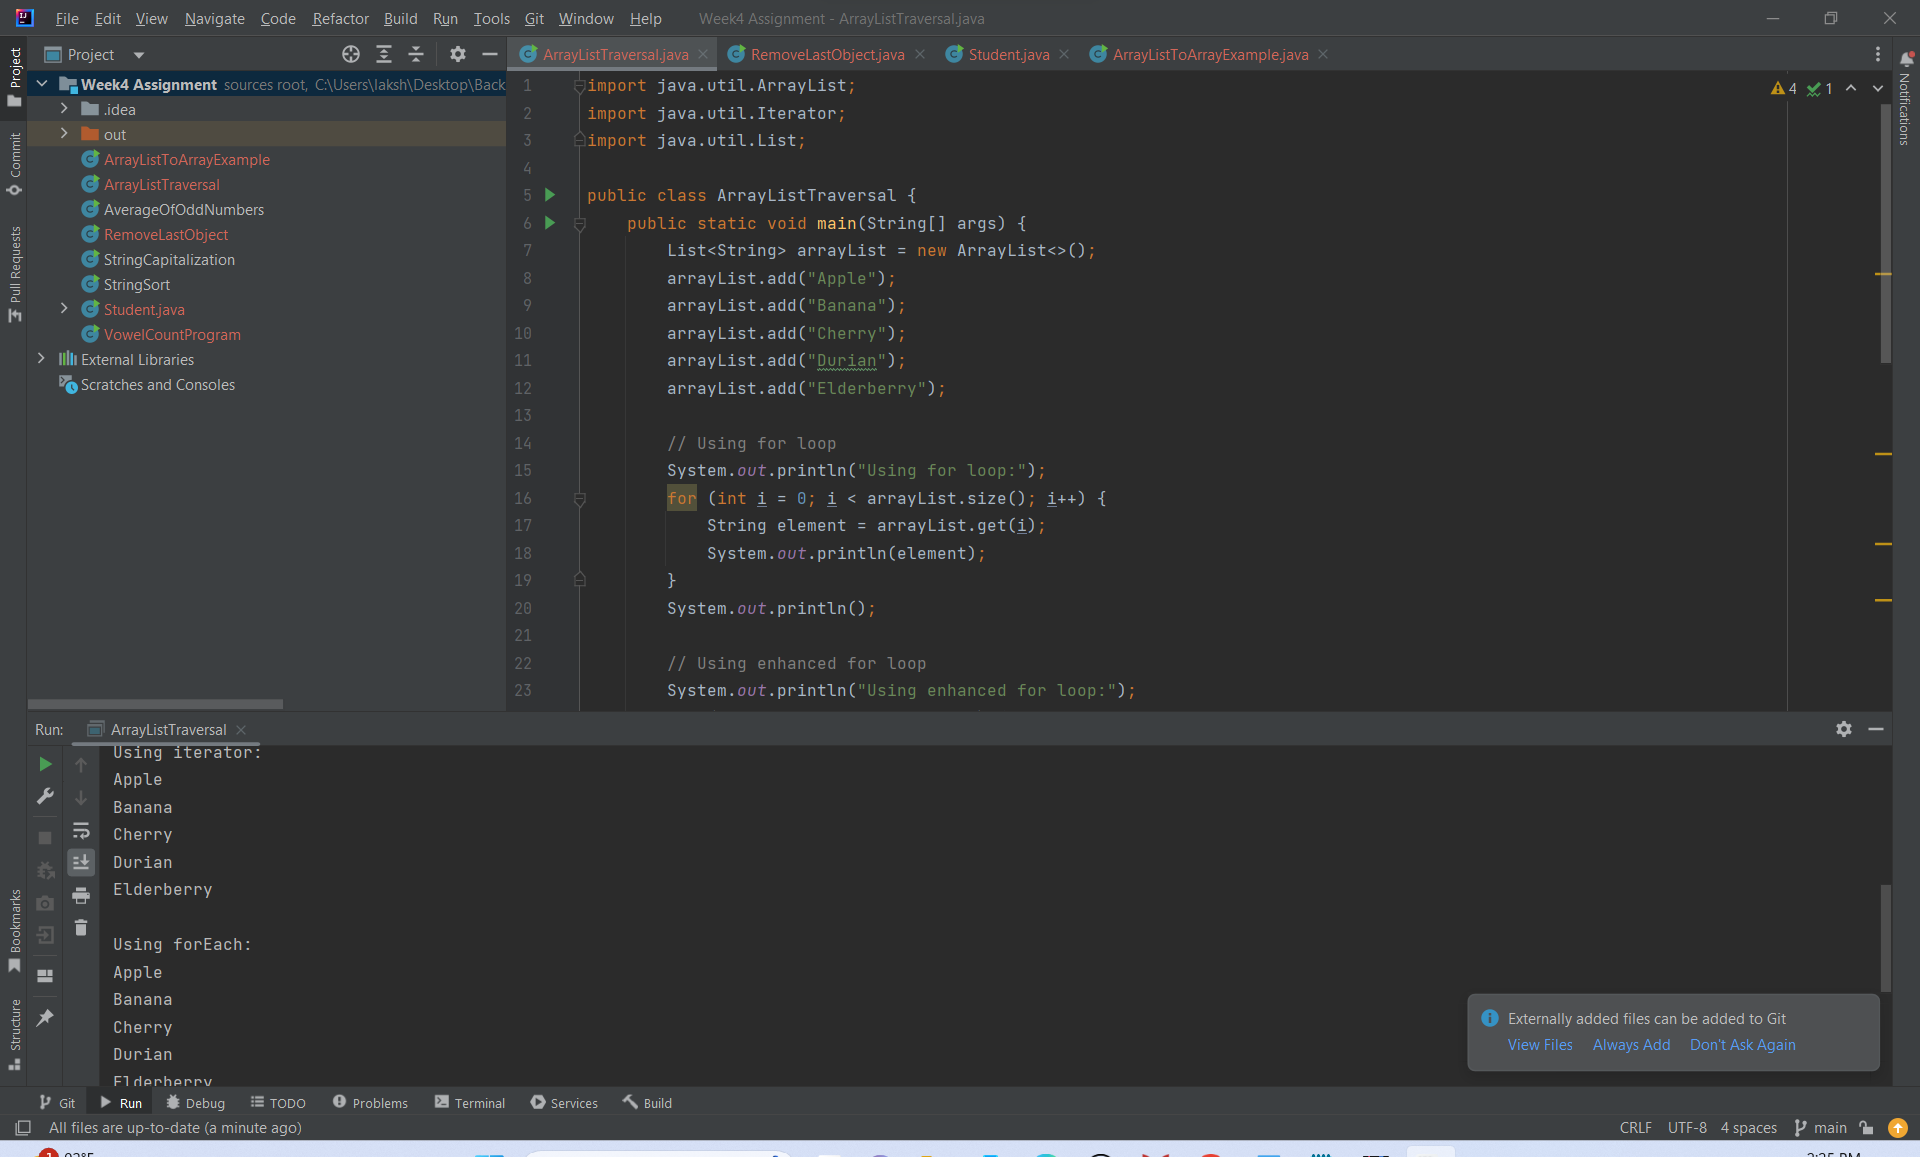 File Edit View Navigate Code Refactor Build Run Tools Git Window Help Week4 Assignment - ArrayListTraversal.java
Project
ArrayListTraversal.java RemoveLastObject.java Student.java ArrayListToArrayExample.java
Project
Commit
Pull Requests
Bookmarks
Structure
Notifications
Week4 Assignment sources root, C:\Users\laksh\Desktop\Back
.idea
out
ArrayListToArrayExample
ArrayListTraversal
AverageOfOddNumbers
RemoveLastObject
StringCapitalization
StringSort
Student.java
VowelCountProgram
External Libraries
Scratches and Consoles
4 1
1 import java.util.ArrayList;
2 import java.util.Iterator;
3 import java.util.List;
4
5 public class ArrayListTraversal {
6 public static void main(String[] args) {
7 List<String> arrayList = new ArrayList<>();
8 arrayList.add("Apple");
9 arrayList.add("Banana");
10 arrayList.add("Cherry");
11 arrayList.add("Durian");
12 arrayList.add("Elderberry");
13
14 // Using for loop
15 System.out.println("Using for loop:");
16 for (int i = 0; i < arrayList.size(); i++) {
17 String element = arrayList.get(i);
18 System.out.println(element);
19 }
20 System.out.println();
21
22 // Using enhanced for loop
23 System.out.println("Using enhanced for loop:");
Run: ArrayListTraversal
Using iterator:
Apple
Banana
Cherry
Durian
Elderberry
Using forEach:
Apple
Banana
Cherry
Durian
Elderberry
Externally added files can be added to Git
View Files Always Add Don't Ask Again
Git Run Debug TODO Problems Terminal Services Build
All files are up-to-date (a minute ago) CRLF UTF-8 4 spaces main